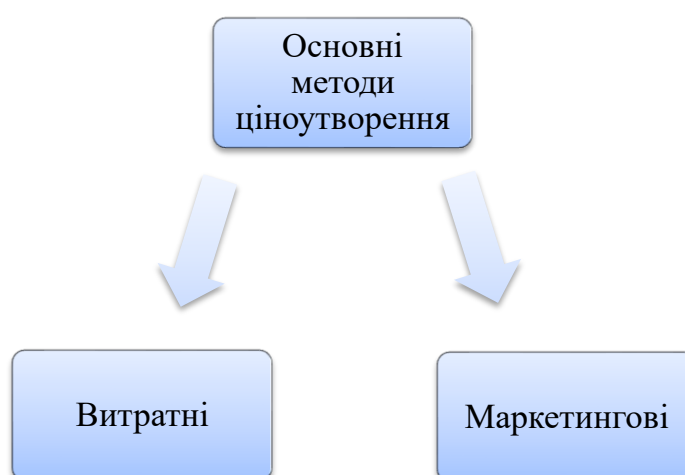 Основні
методи
ціноутворення
Витратні
Маркетингові